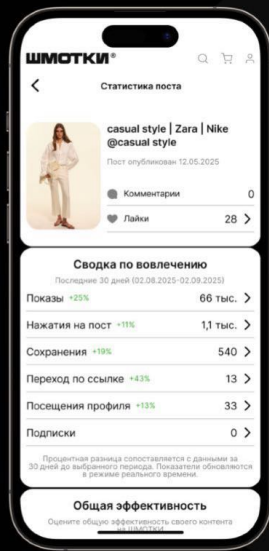 ШМОТКИ®
Статистика поста
casual style | Zara | Nike
@casual style
Пост опубликован 12.05.2025
Комментарии 0
Лайки 28
Сводка по вовлечению
Последние 30 дней (02.08.2025-02.09.2025)
Показы +25% 66 тыс.
Нажатия на пост +11% 1,1 тыс.
Сохранения +19% 540
Переход по ссылке +43% 13
Посещения профиля +13% 33
Подписки 0
Процентная разница сопоставляется с данными за
30 дней до выбранного периода. Показатели обновляются
в режиме реального времени.
Общая эффективность
Оцените общую эффективность своего контента
на ШМОТКИ